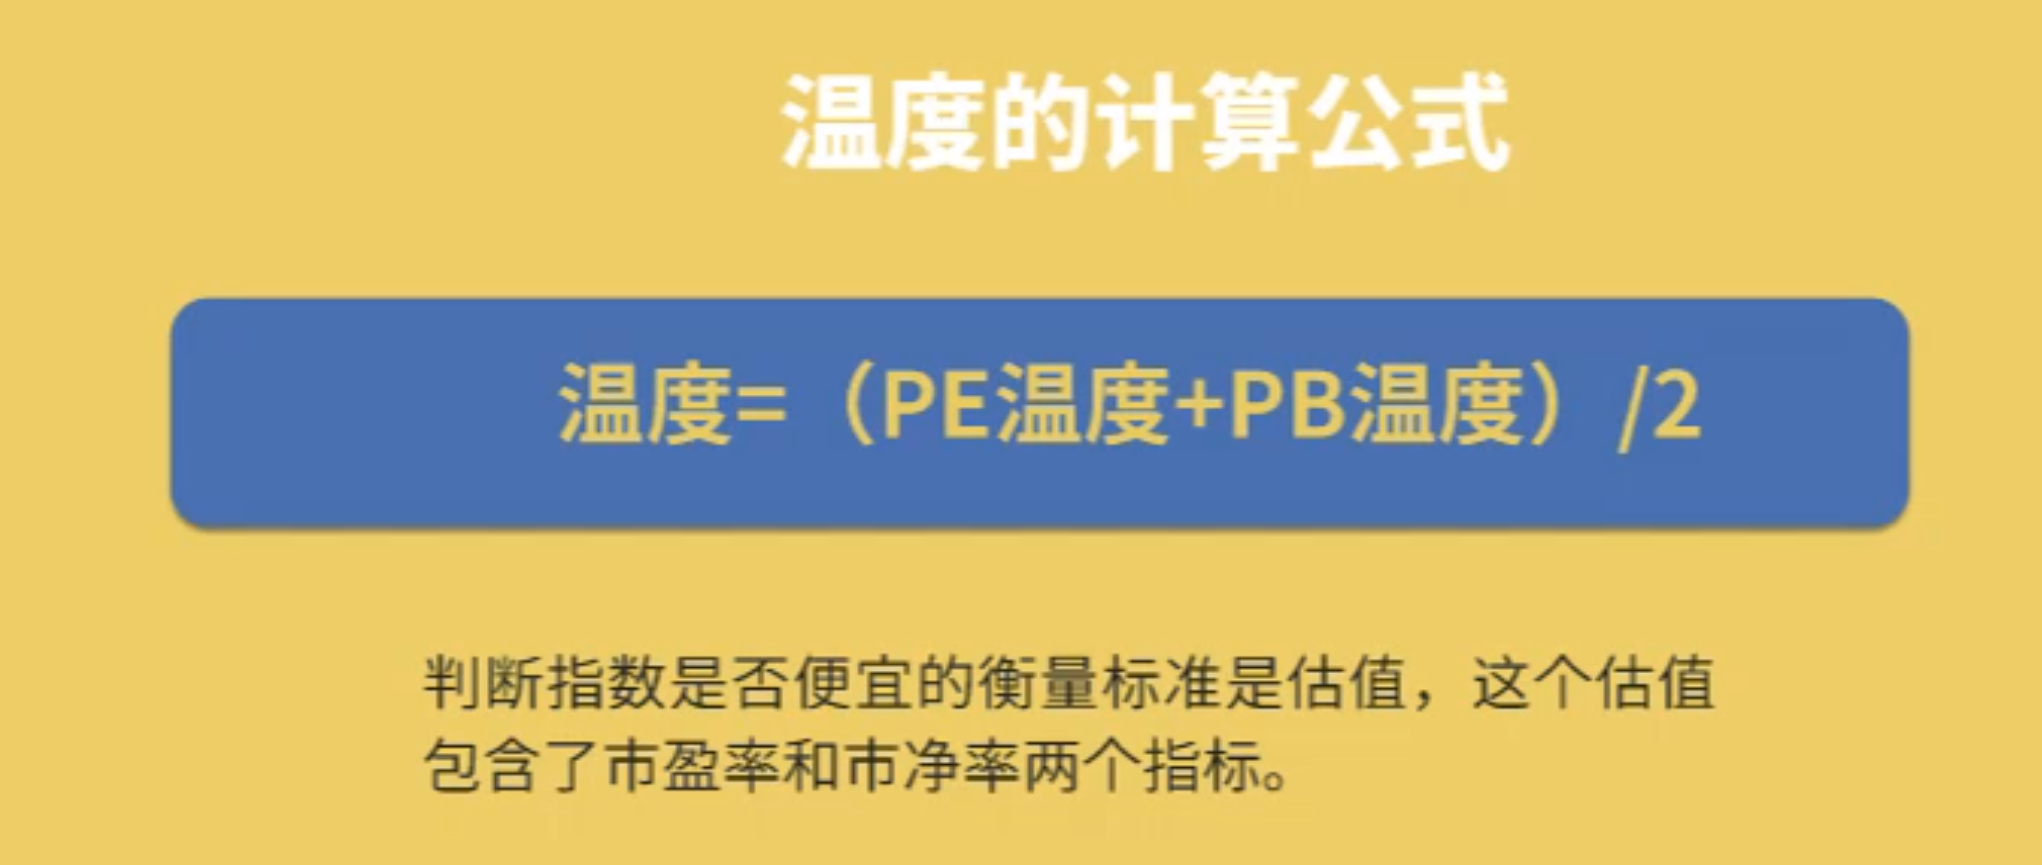 温度的计算公式
温度=（PE温度+PB温度）/2
判断指数是否便宜的衡量标准是估值，这个估值
包含了市盈率和市净率两个指标。